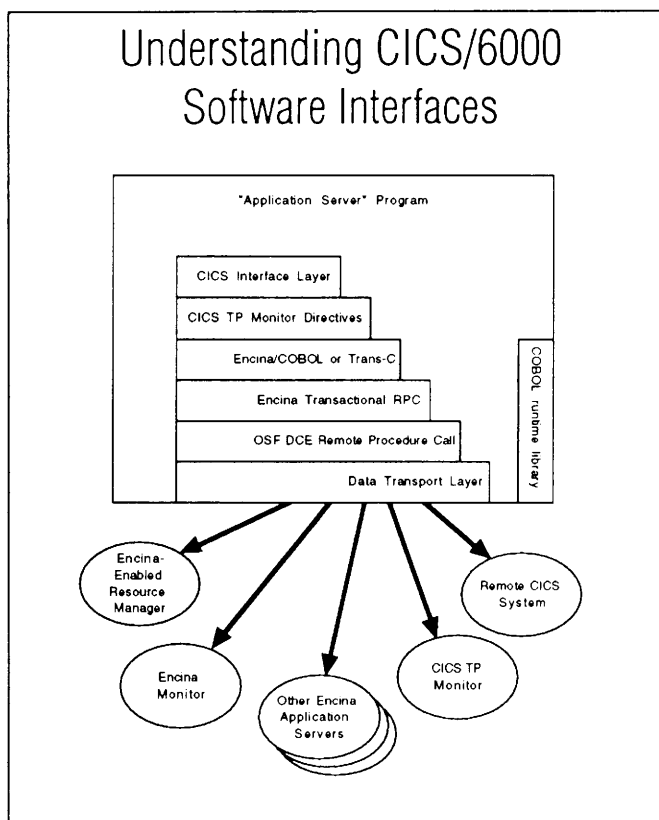 Understanding CICS/6000
Software Interfaces
"Application Server" Program
CICS Interface Layer
CICS TP Monitor Directives
Encina/COBOL or Trans-C
Encina Transactional RPC
OSF DCE Remote Procedure Call
Data Transport Layer
COBOL runtime library
Encina-
Enabled
Resource
Manager
Remote CICS
System
Encina
Monitor
CICS TP
Monitor
Other Encina
Application
Servers